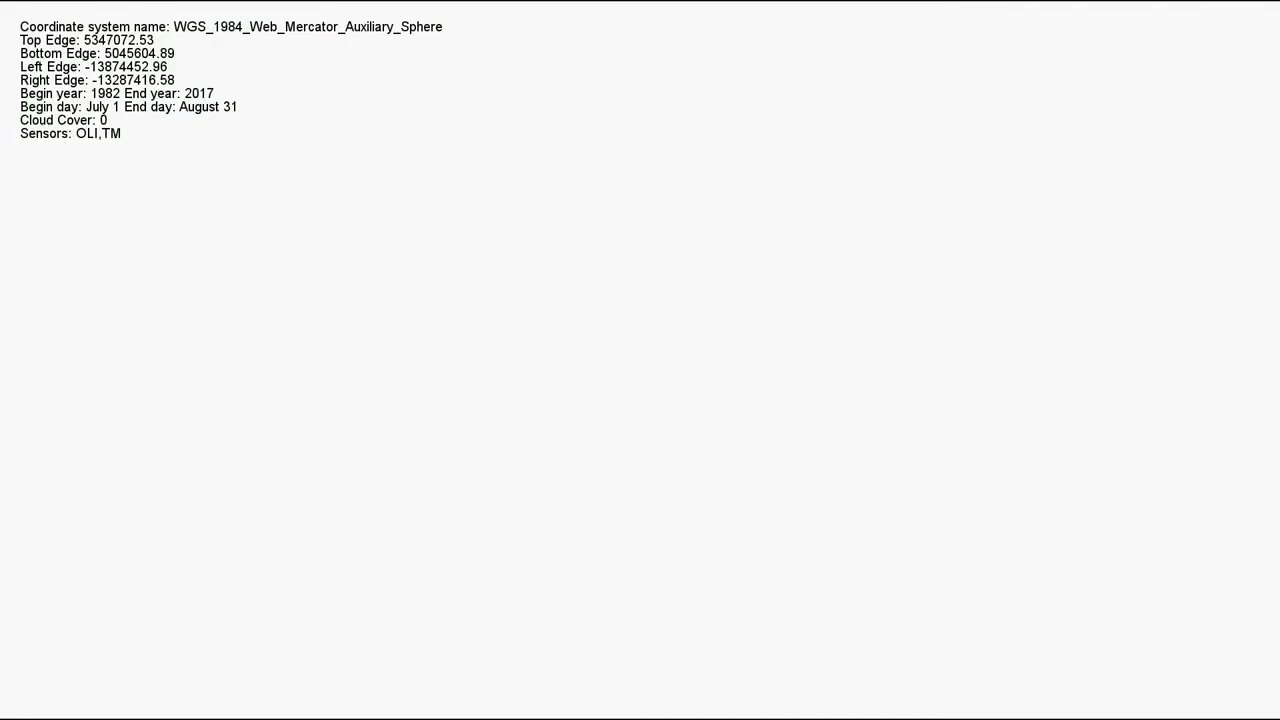 Coordinate system name: WGS_1984_Web_Mercator_Auxiliary_Sphere
Top Edge: 5347072.53
Bottom Edge: 5045604.89
Left Edge: -13874452.96
Right Edge: -13287416.58
Begin year: 1982 End year: 2017
Begin day: July 1 End day: August 31
Cloud Cover: 0
Sensors: OLI,TM